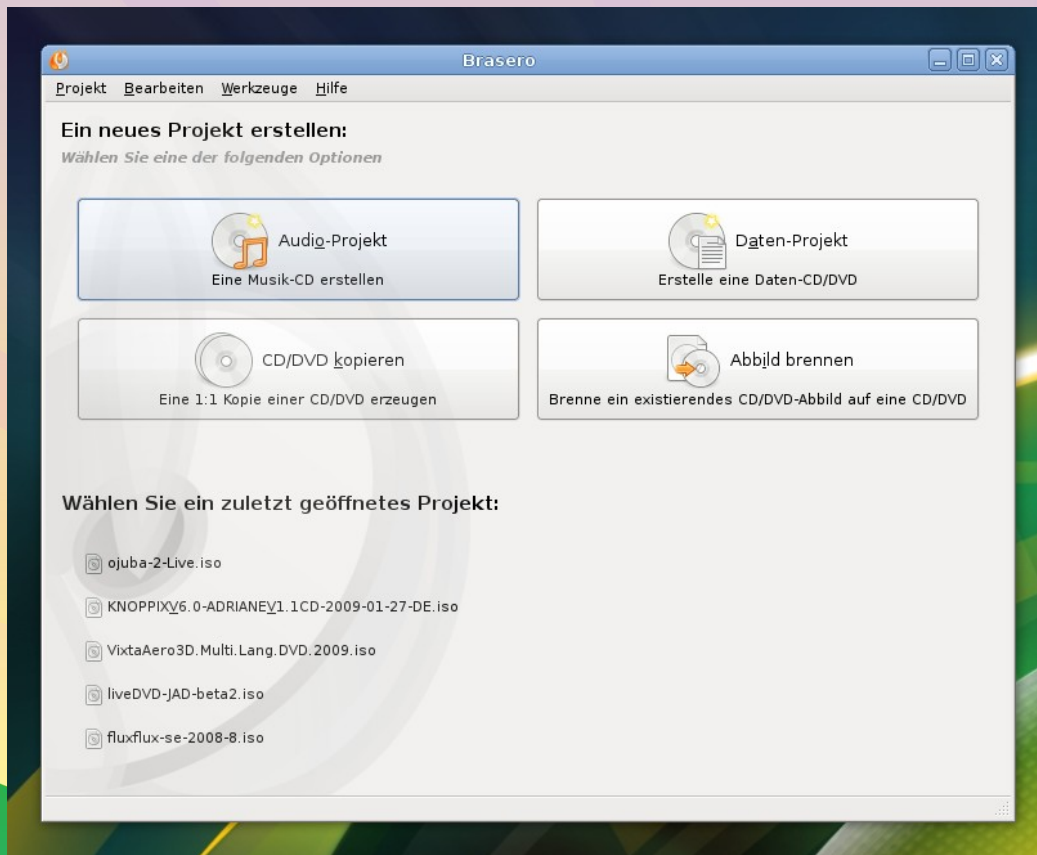 Brasero
Projekt Bearbeiten Werkzeuge Hilfe
Ein neues Projekt erstellen:
Wählen Sie eine der folgenden Optionen
Audio-Projekt
Eine Musik-CD erstellen
Daten-Projekt
Erstelle eine Daten-CD/DVD
CD/DVD kopieren
Eine 1:1 Kopie einer CD/DVD erzeugen
Abbild brennen
Brenne ein existierendes CD/DVD-Abbild auf eine CD/DVD
Wählen Sie ein zuletzt geöffnetes Projekt:
ojuba-2-Live.iso
KNOPPIXV6.0-ADRIANEV1.1CD-2009-01-27-DE.iso
VixtaAero3D.Multi.Lang.DVD.2009.iso
liveDVD-JAD-beta2.iso
fluxflux-se-2008-8.iso